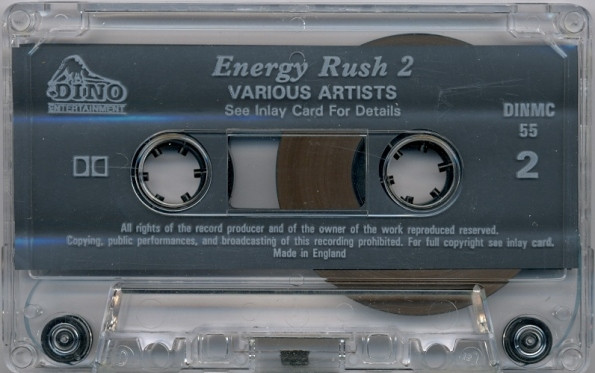 Energy Rush 2
DINO
ENTERTAINMENT
VARIOUS ARTISTS
See Inlay Card For Details
DINMC
55
2
All rights of the record producer and of the owner of the work reproduced reserved.
Copying, public performances, and broadcasting of this recording prohibited. For full copyright see inlay card.
Made in England